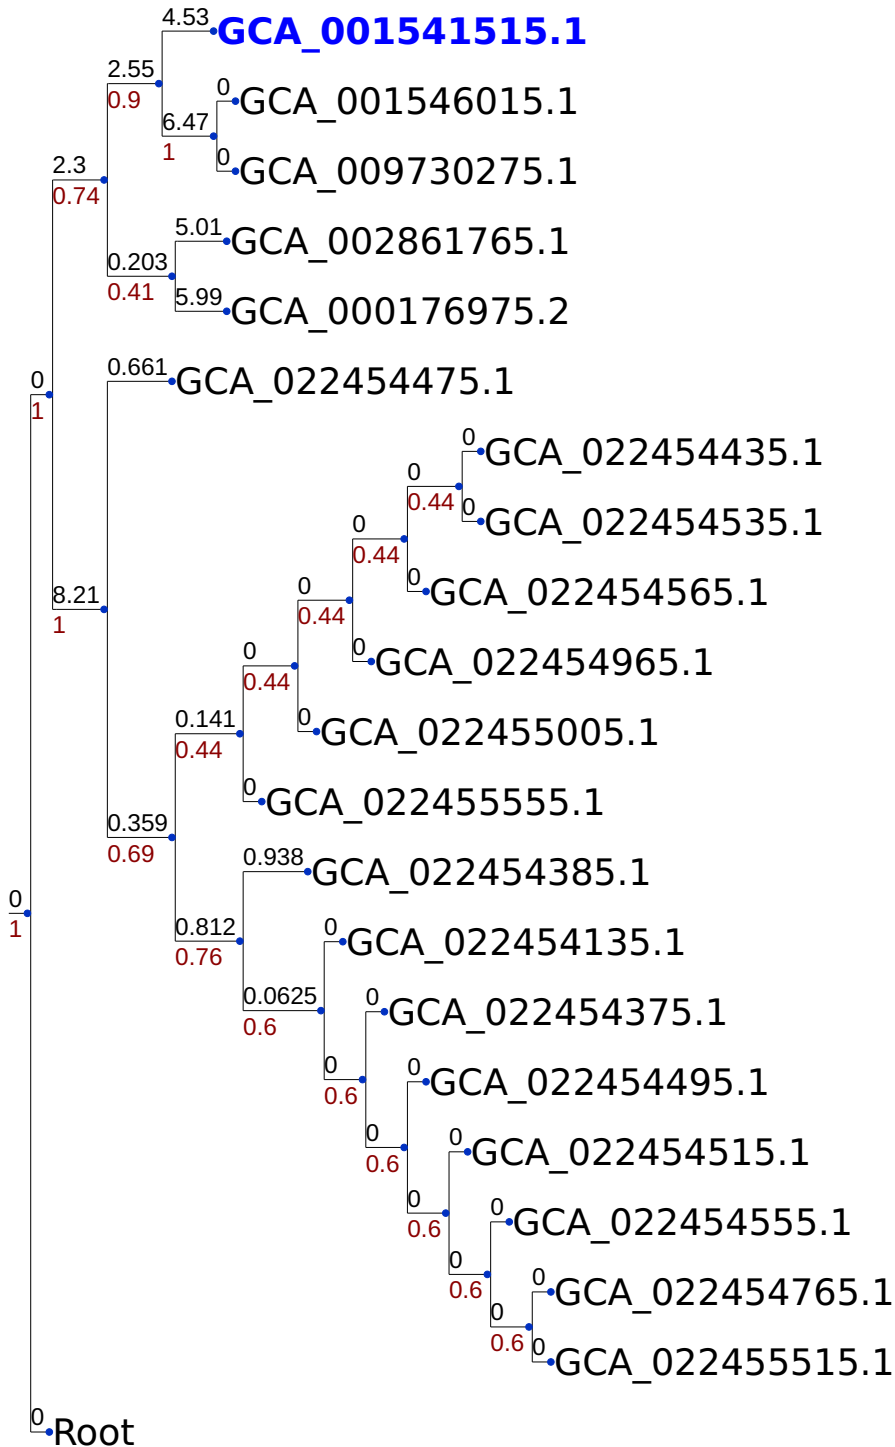 4.53
GCA_001541515.1
2.55
0.9
0
GCA_001546015.1
6.47
1
0
GCA_009730275.1
2.3
0.74
5.01
GCA_002861765.1
0.203
0.41
5.99
GCA_000176975.2
0
1
0.661
GCA_022454475.1
0
GCA_022454435.1
0
0.44
0
GCA_022454535.1
0
0.44
0
GCA_022454565.1
0
0.44
0
GCA_022454965.1
0
0.44
0
GCA_022455005.1
0.141
0.44
0
GCA_022455555.1
8.21
1
0.359
0.69
0.938
GCA_022454385.1
0
1
0.812
0.76
0
GCA_022454135.1
0.0625
0.6
0
GCA_022454375.1
0
0.6
0
GCA_022454495.1
0
0.6
0
GCA_022454515.1
0
0.6
0
GCA_022454555.1
0
0.6
0
GCA_022454765.1
0
0.6
0
GCA_022455515.1
0
Root